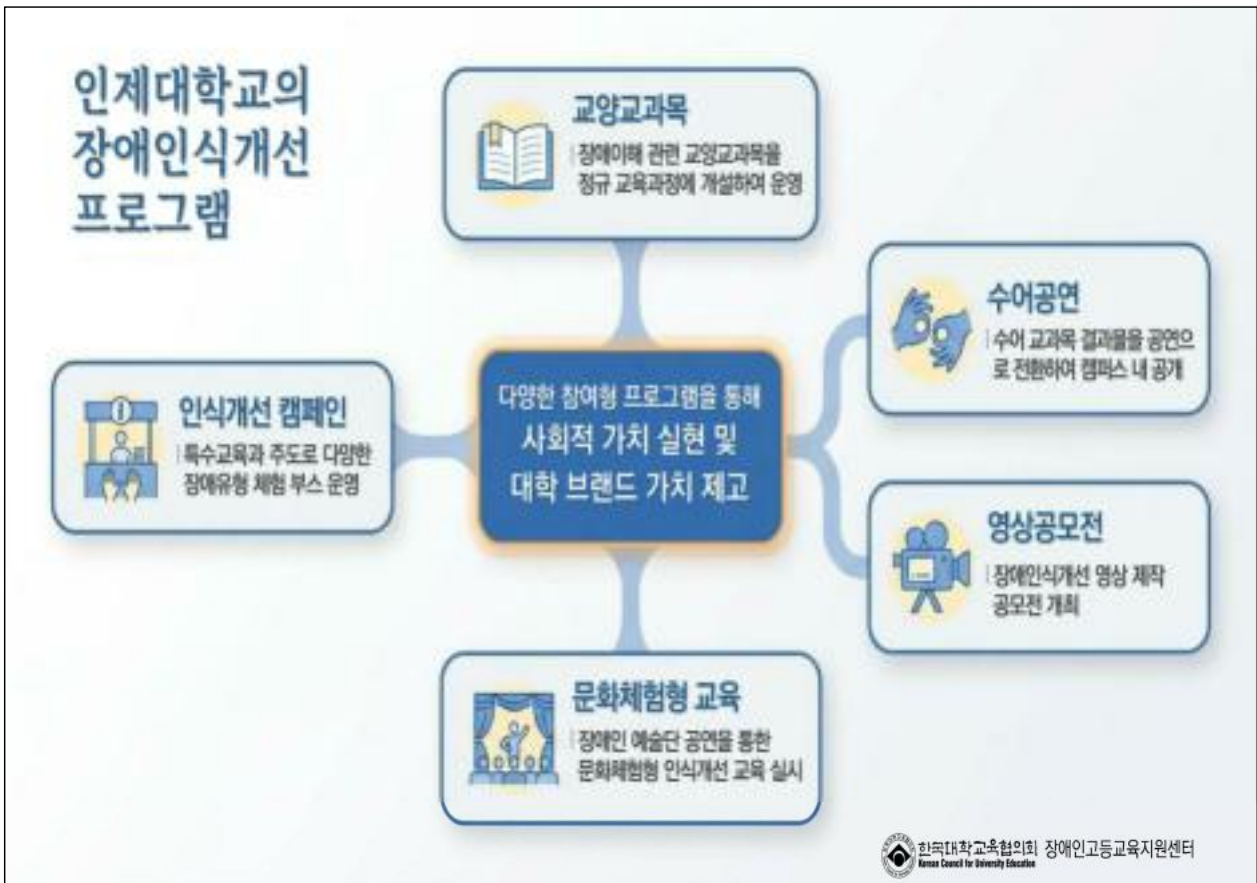 인제대학교의
장애인식개선
프로그램
교양교과목
장애이해 관련 교양교과목을
정규 교육과정에 개설하여 운영
수어공연
수어 교과목 결과물을 공연으
로 전환하여 캠퍼스 내 공개
인식개선 캠페인
특수교육과 주도로 다양한
장애유형 체험 부스 운영
다양한 참여형 프로그램을 통해
사회적 가치 실현 및
대학 브랜드 가치 제고
영상공모전
장애인식개선 영상 제작
공모전 개최
문화체험형 교육
장애인 예술단 공연을 통한
문화체험형 인식개선 교육 실시
한국대학교육협의회 장애인고등교육지원센터
Korean Council for University Education